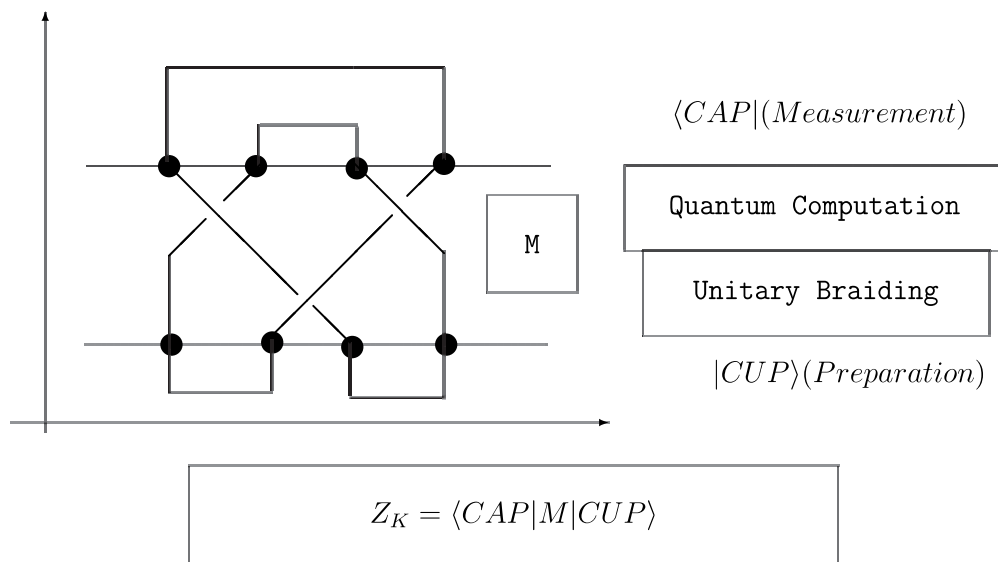 ⟨CAP|(Measurement)
Quantum Computation
M
Unitary Braiding
|CUP⟩(Preparation)
Z_K = ⟨CAP|M|CUP⟩